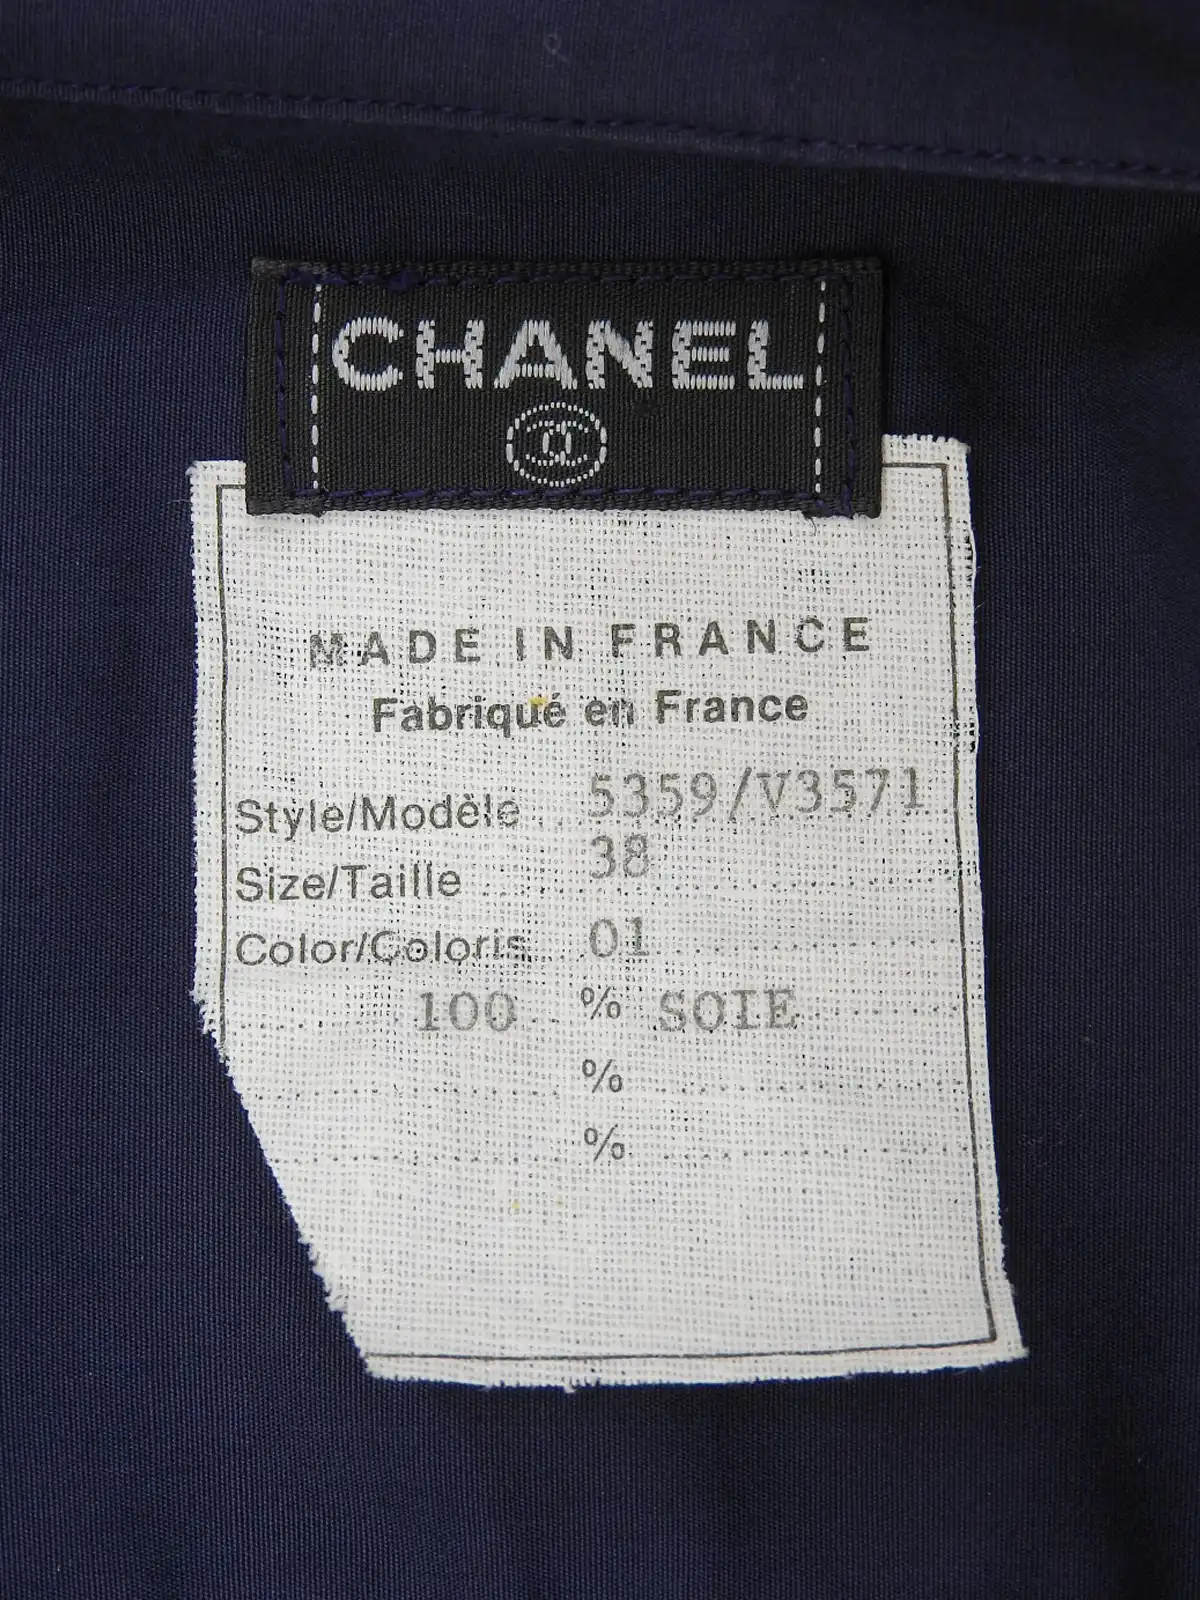 CHANEL
MADE IN FRANCE
Fabriqué en France
Style/Modèle 5359/V3571
Size/Taille 38
Color/Coloris 01
100 % SOIE
%
%